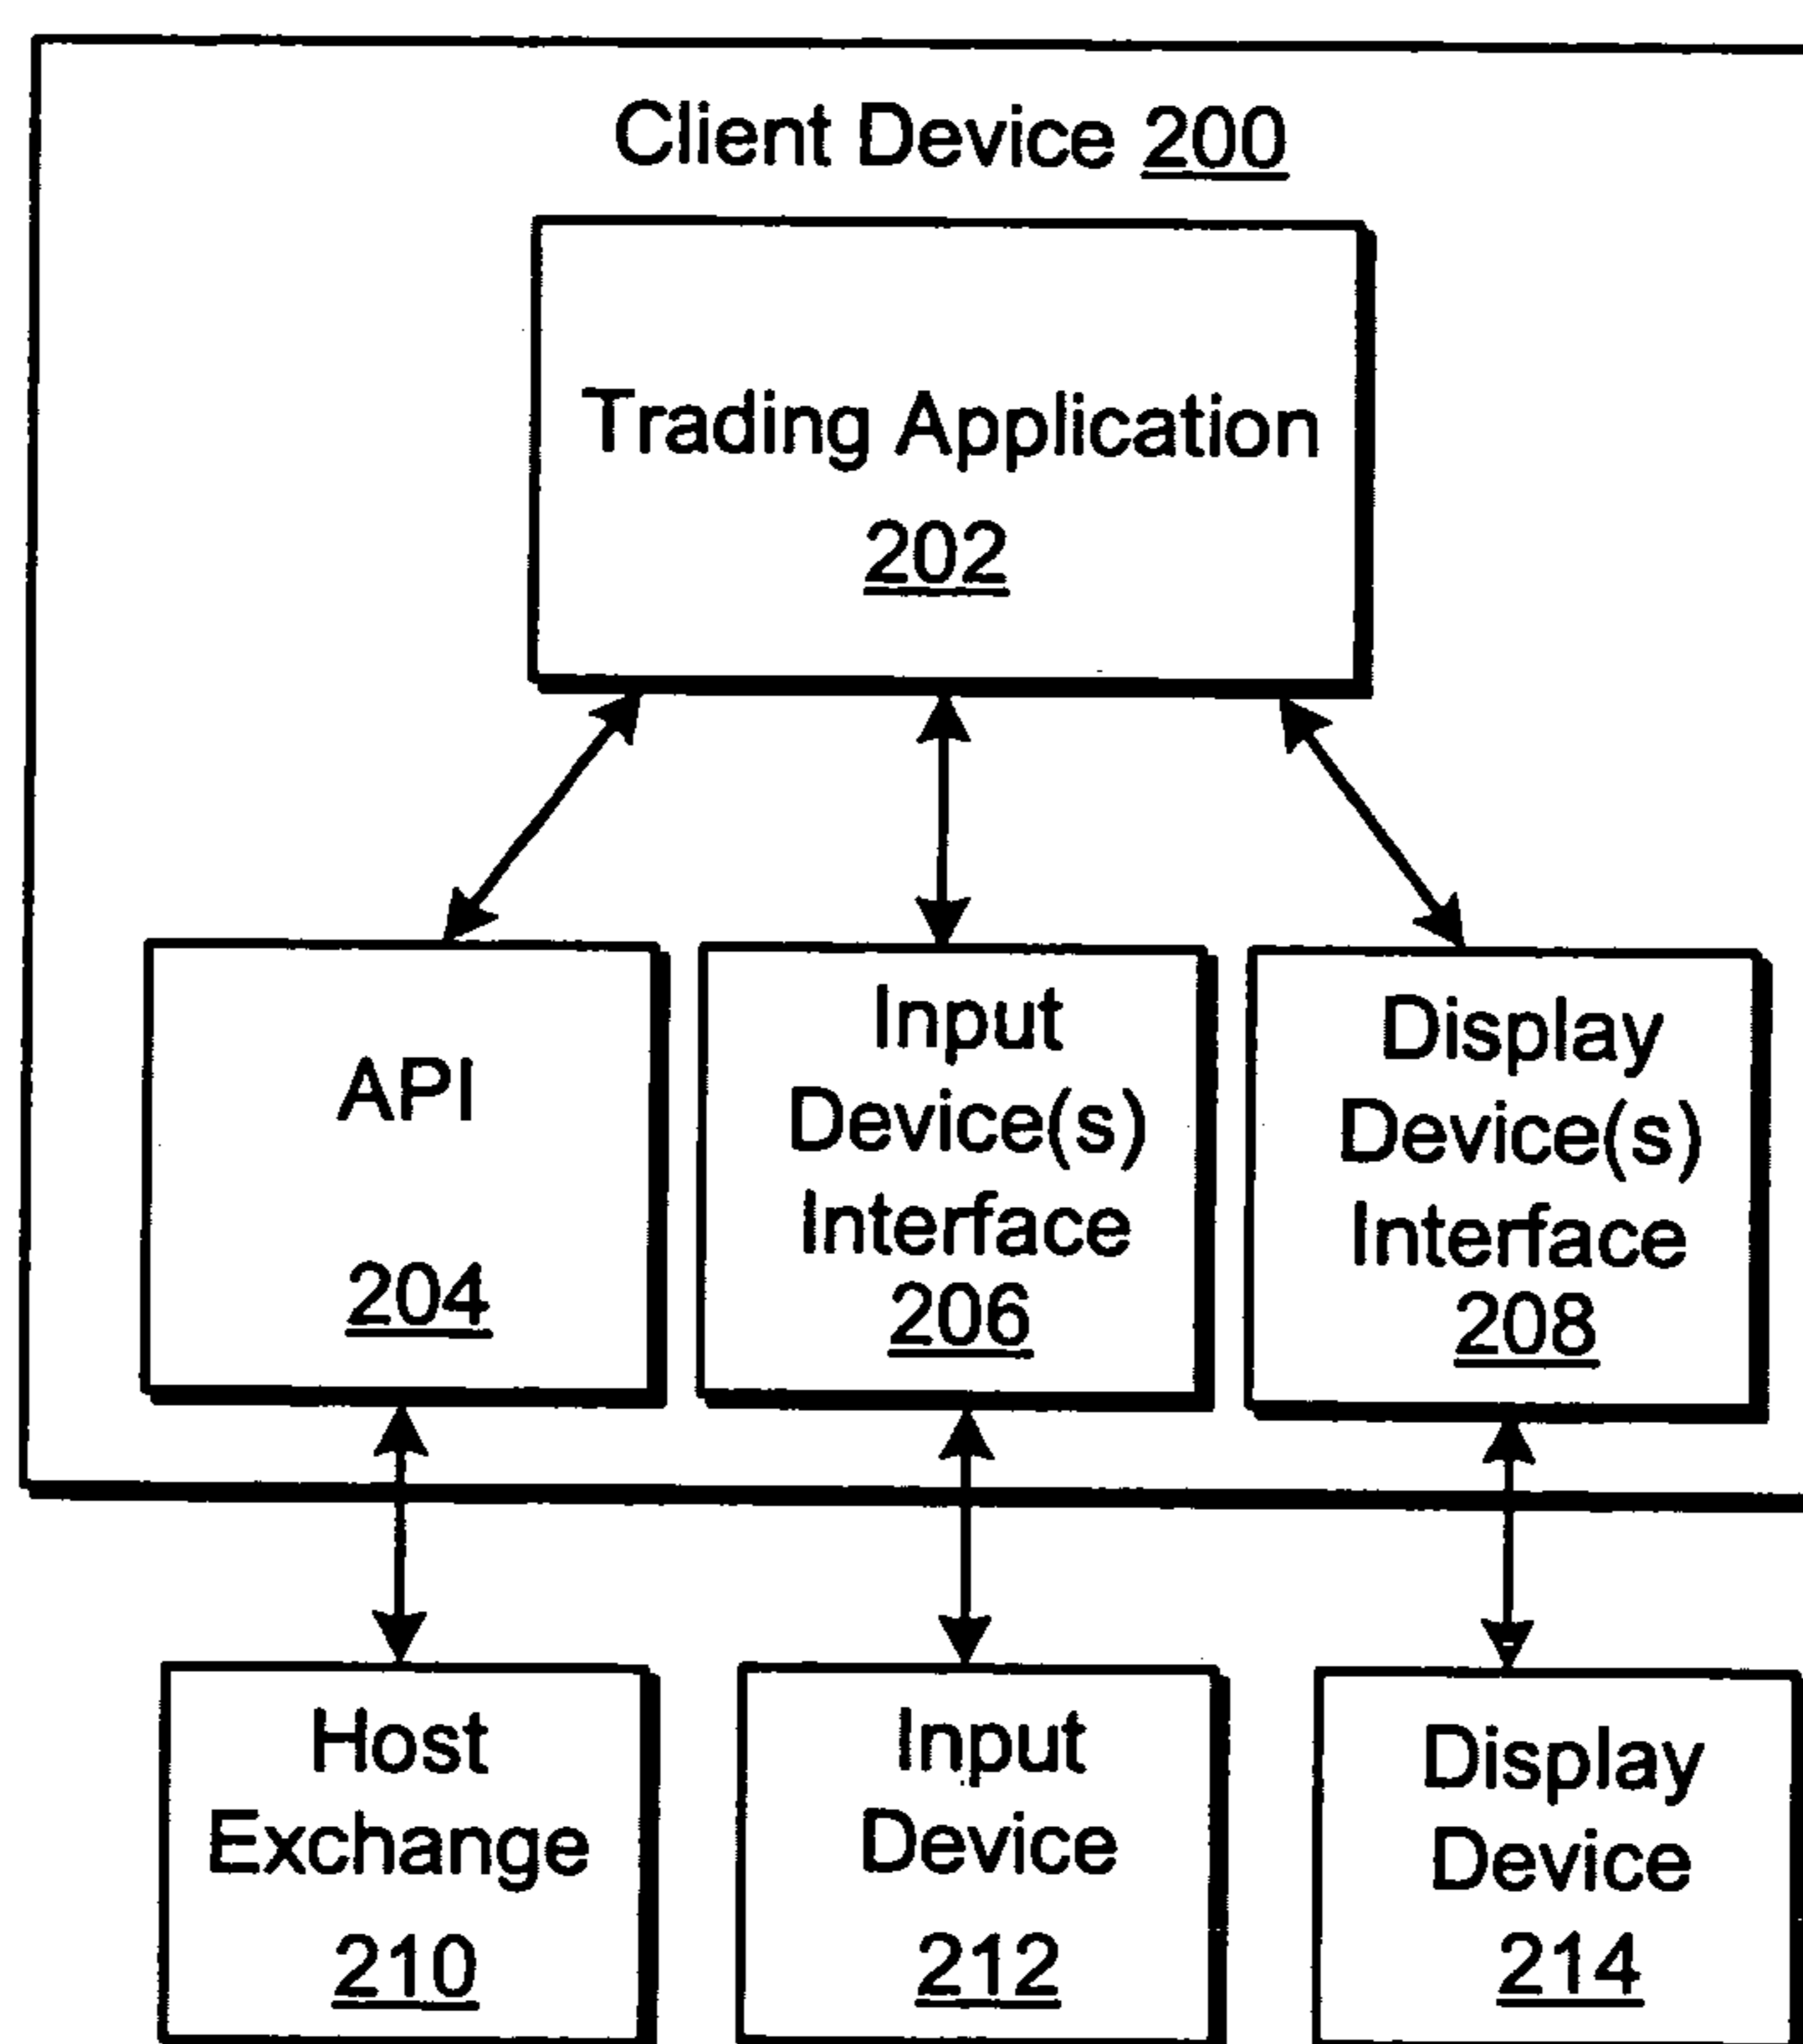 Client Device 200
Trading Application
202
API
204
Input
Device(s)
Interface
206
Display
Device(s)
Interface
208
Host
Exchange
210
Input
Device
212
Display
Device
214